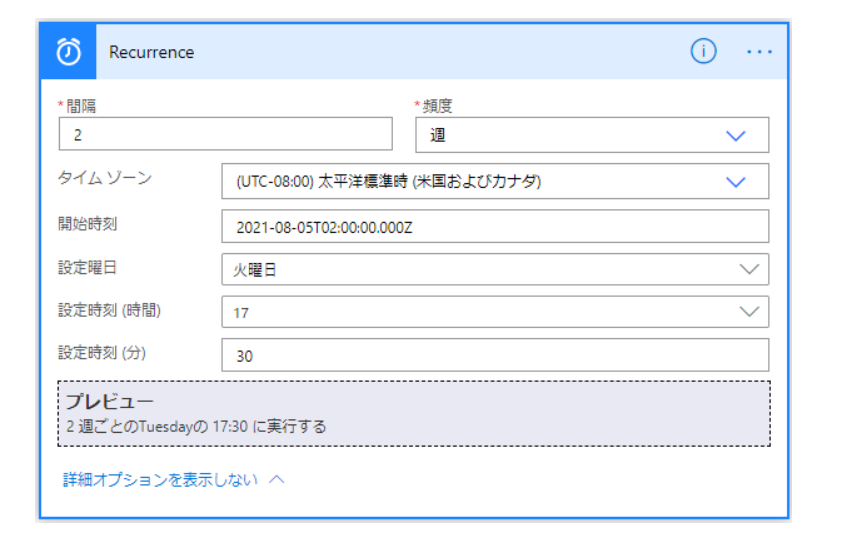 Recurrence
*間隔
*頻度
2
週
タイム ゾーン
(UTC-08:00) 太平洋標準時 (米国およびカナダ)
開始時刻
2021-08-05T02:00:00.000Z
設定曜日
火曜日
設定時刻 (時間)
17
設定時刻 (分)
30
プレビュー
2 週ごとのTuesdayの 17:30 に実行する
詳細オプションを表示しない